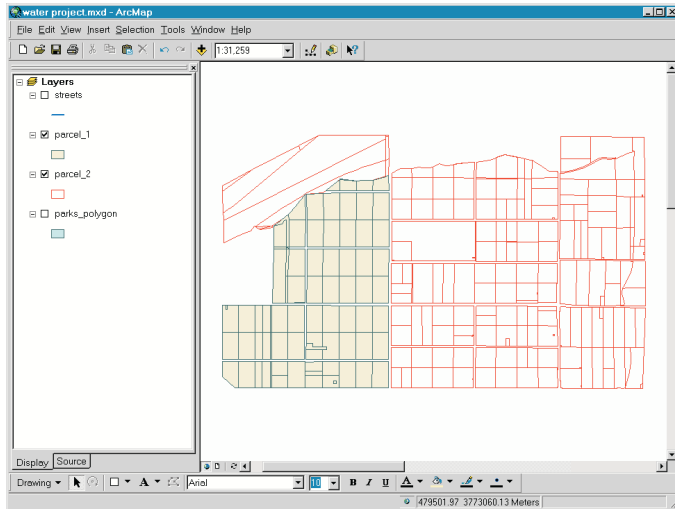 water project.mxd - ArcMap
File Edit View Insert Selection Tools Window Help
1:31,259
Layers
streets
parcel_1
parcel_2
parks_polygon
Display Source
Drawing A Arial 10 B I U A
479501.97 3773060.13 Meters